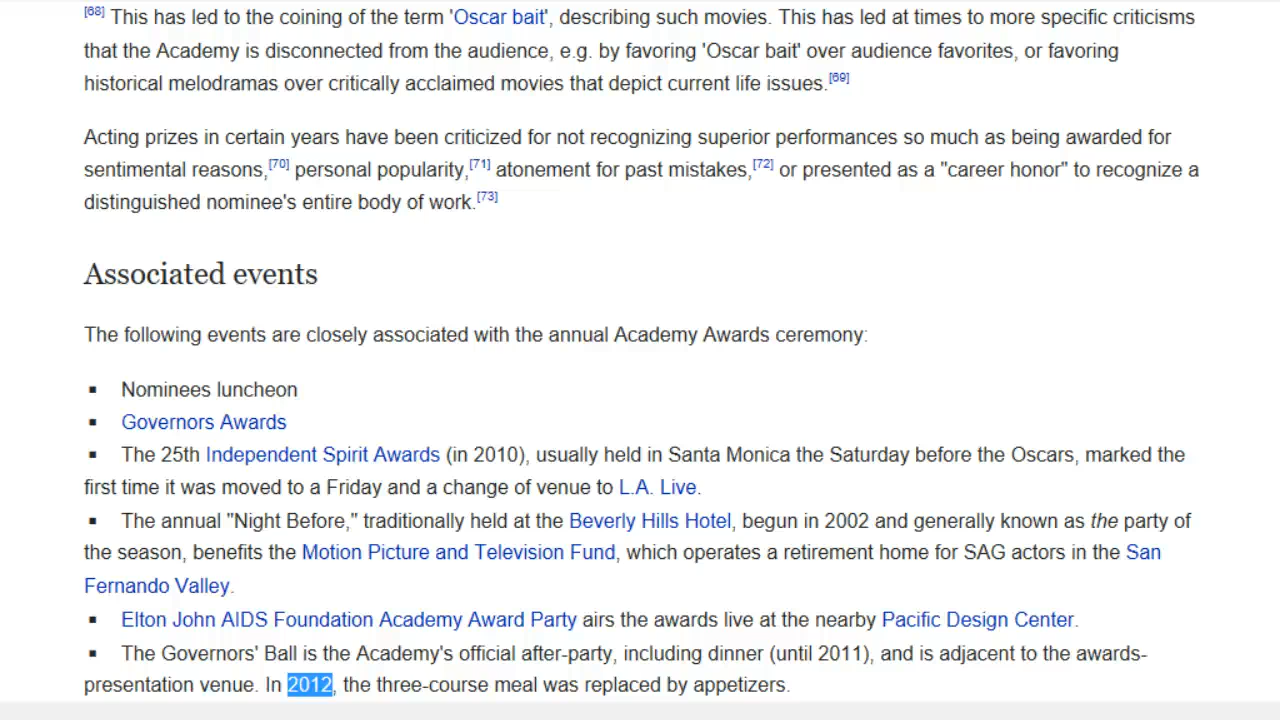 [68] This has led to the coining of the term 'Oscar bait', describing such movies. This has led at times to more specific criticisms
that the Academy is disconnected from the audience, e.g. by favoring 'Oscar bait' over audience favorites, or favoring
historical melodramas over critically acclaimed movies that depict current life issues.[69]
Acting prizes in certain years have been criticized for not recognizing superior performances so much as being awarded for
sentimental reasons,[70] personal popularity,[71] atonement for past mistakes,[72] or presented as a "career honor" to recognize a
distinguished nominee's entire body of work.[73]
Associated events
The following events are closely associated with the annual Academy Awards ceremony:
▪ Nominees luncheon
▪ Governors Awards
▪ The 25th Independent Spirit Awards (in 2010), usually held in Santa Monica the Saturday before the Oscars, marked the
first time it was moved to a Friday and a change of venue to L.A. Live.
▪ The annual "Night Before," traditionally held at the Beverly Hills Hotel, begun in 2002 and generally known as the party of
the season, benefits the Motion Picture and Television Fund, which operates a retirement home for SAG actors in the San
Fernando Valley.
▪ Elton John AIDS Foundation Academy Award Party airs the awards live at the nearby Pacific Design Center.
▪ The Governors' Ball is the Academy's official after-party, including dinner (until 2011), and is adjacent to the awards-
presentation venue. In 2012, the three-course meal was replaced by appetizers.